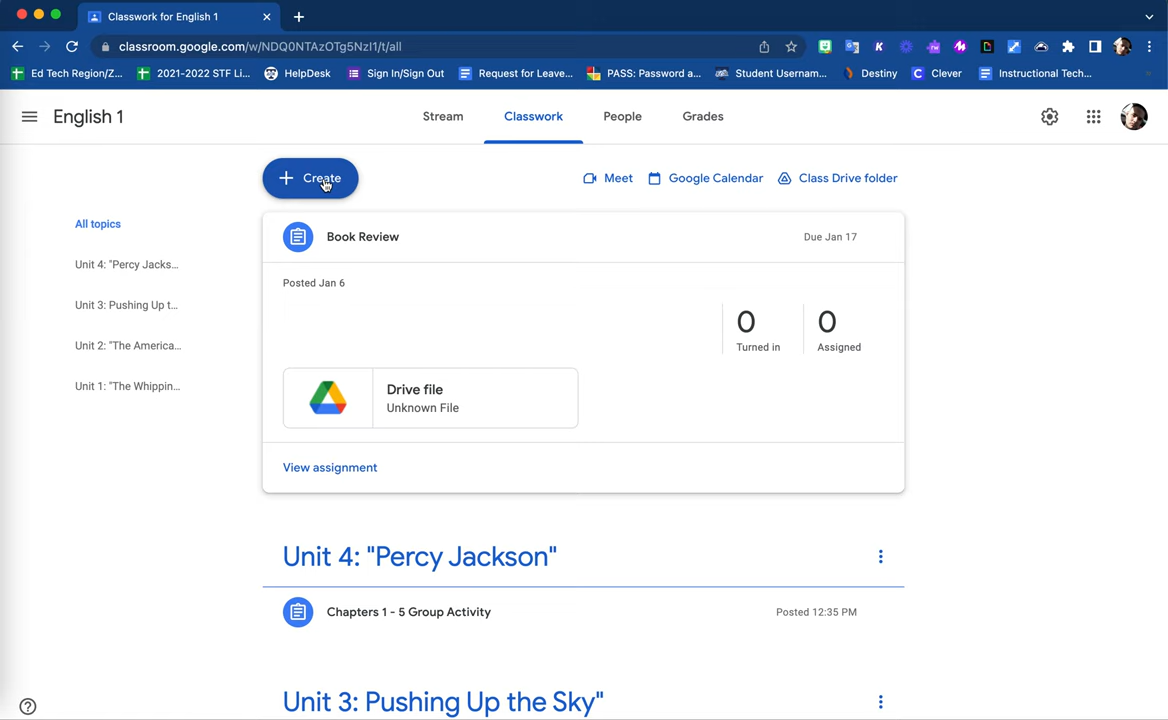 Classwork for English 1
classroom.google.com/w/NDQ0NTAzOTg5NzI1/t/all
Ed Tech Region/Z...
2021-2022 STF Li...
HelpDesk
Sign In/Sign Out
Request for Leave...
PASS: Password a...
Student Usernam...
Destiny
Clever
Instructional Tech...
English 1
Stream
Classwork
People
Grades
Create
Meet
Google Calendar
Class Drive folder
All topics
Unit 4: "Percy Jacks...
Unit 3: Pushing Up t...
Unit 2: "The America...
Unit 1: "The Whippin...
Book Review
Due Jan 17
Posted Jan 6
0
Turned in
0
Assigned
Drive file
Unknown File
View assignment
Unit 4: "Percy Jackson"
Chapters 1 - 5 Group Activity
Posted 12:35 PM
Unit 3: Pushing Up the Sky"